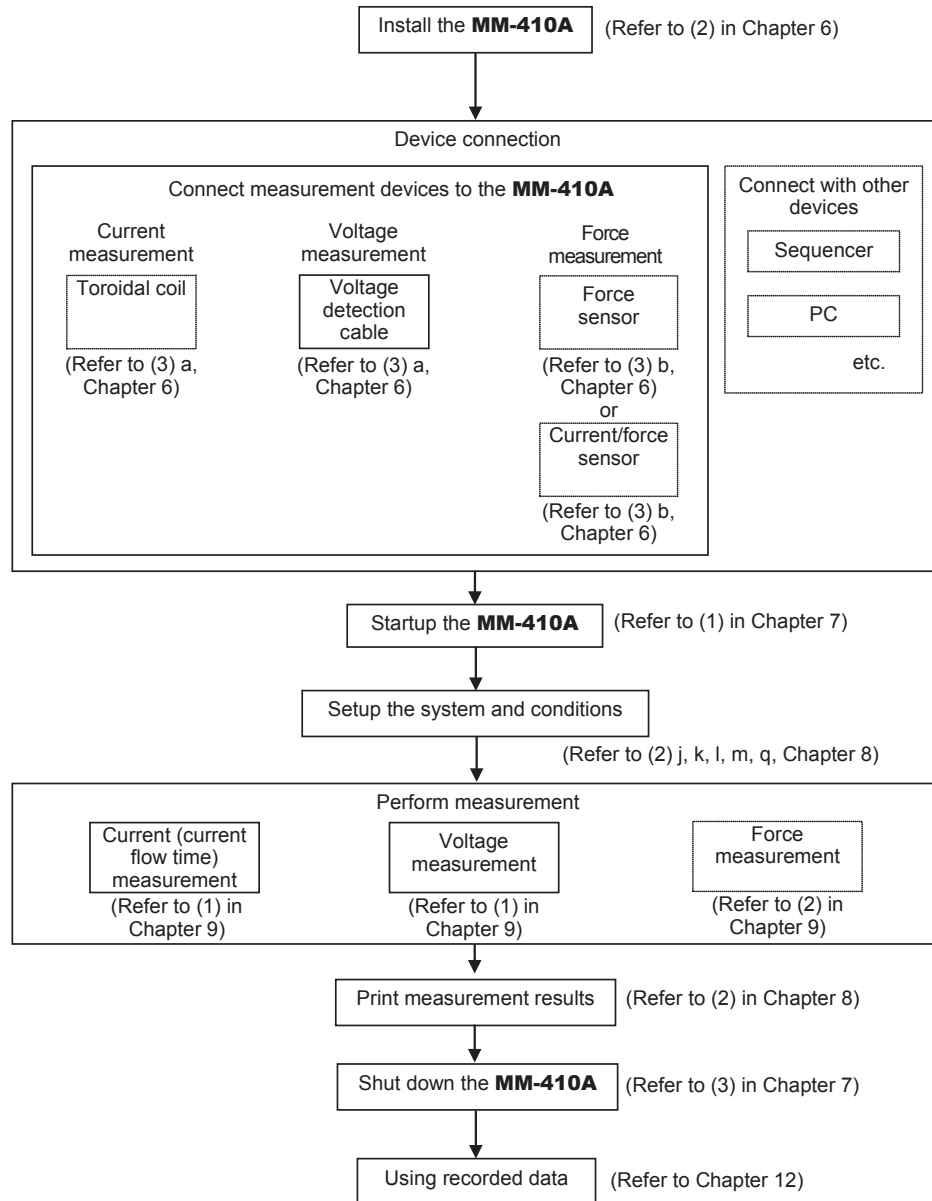 Install the MM-410A
(Refer to (2) in Chapter 6)
Device connection
Connect measurement devices to the MM-410A
Current
measurement
Toroidal coil
(Refer to (3) a,
Chapter 6)
Voltage
measurement
Voltage
detection
cable
(Refer to (3) a,
Chapter 6)
Force
measurement
Force
sensor
(Refer to (3) b,
Chapter 6)
or
Current/force
sensor
(Refer to (3) b,
Chapter 6)
Connect with other
devices
Sequencer
PC
etc.
Startup the MM-410A
(Refer to (1) in Chapter 7)
Setup the system and conditions
(Refer to (2) j, k, l, m, q, Chapter 8)
Perform measurement
Current (current
flow time)
measurement
(Refer to (1) in
Chapter 9)
Voltage
measurement
(Refer to (1) in
Chapter 9)
Force
measurement
(Refer to (2) in
Chapter 9)
Print measurement results
(Refer to (2) in Chapter 8)
Shut down the MM-410A
(Refer to (3) in Chapter 7)
Using recorded data
(Refer to Chapter 12)